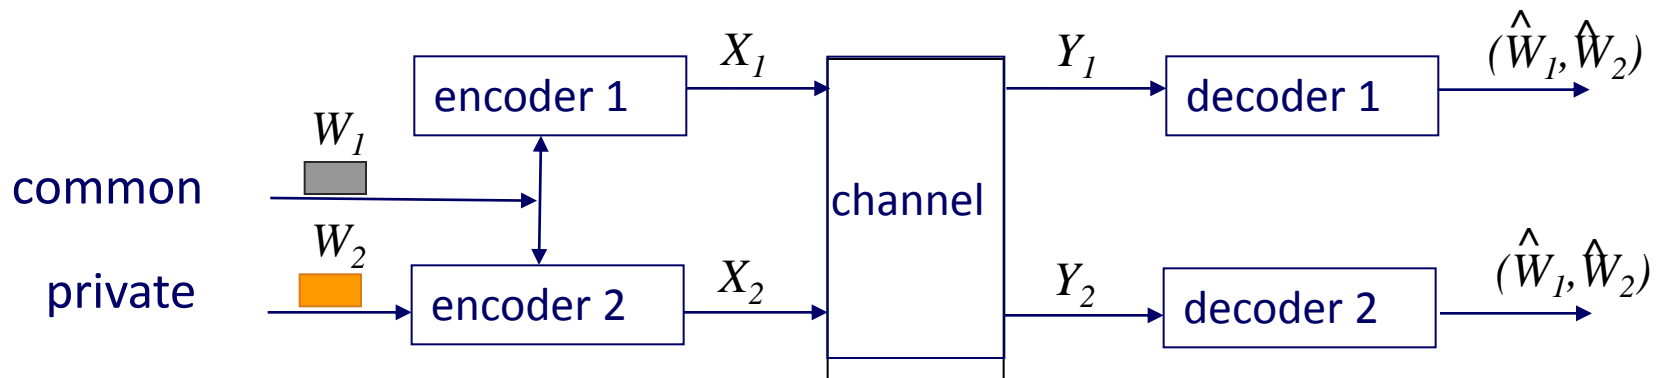 X1 Y1 (Ŵ1,Ŵ2)
encoder 1 decoder 1
W1
common
channel
W2
X2 Y2 (Ŵ1,Ŵ2)
private encoder 2 decoder 2